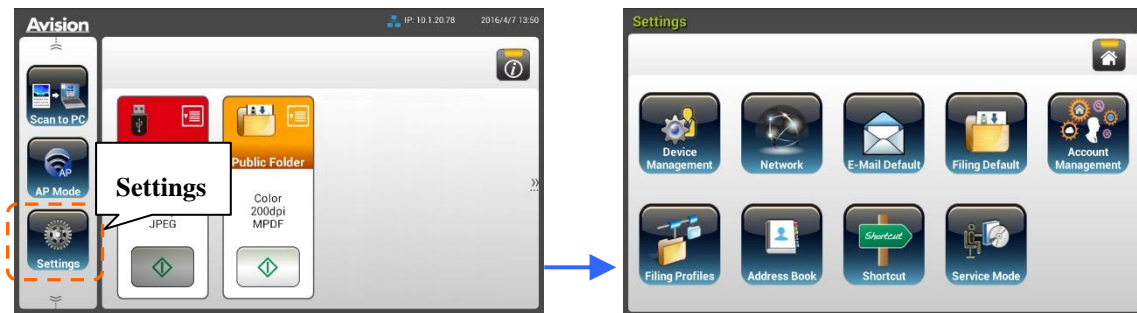 Avision
IP: 10.1.20.78
2016/4/7 13:50
Scan to PC
AP
AP Mode
Settings
Settings
JPEG
Public Folder
Color
200dpi
MPDF
Settings
Device
Management
Network
E-Mail Default
Filing Default
Account
Management
Filing Profiles
Address Book
Shortcut
Shortcut
Service Mode